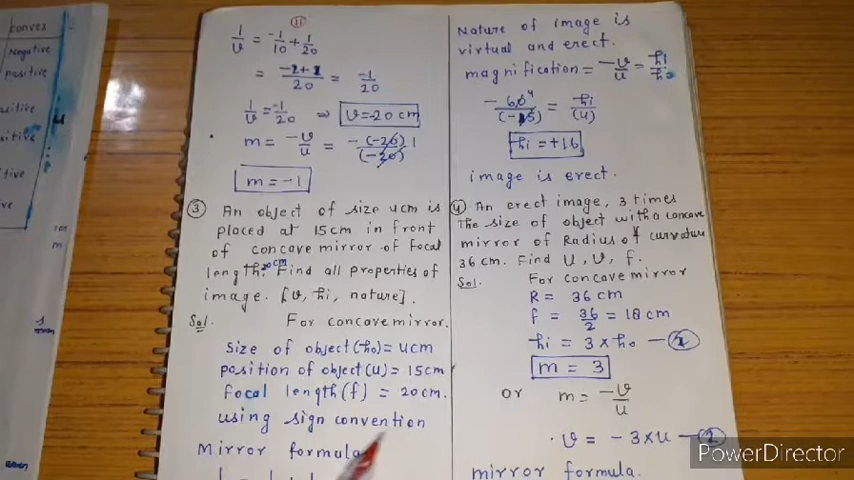 conves
Negative
positive
sitive
tive
ve
11
1/v = -1/10 + 1/20
= -2+1/20 = -1/20
1/v = -1/20 ⇒ v=-20 cm
m = -v/u = -(-20)/(-20) 1
m = -1
3 An object of size 4cm is
placed at 15cm in front
of concave mirror of focal
length 20cm. Find all properties of
image. [v, hi, nature].
Sol. For concave mirror.
Size of object (ho) = 4cm
position of object (u) = 15cm
Focal length (f) = 20cm.
using sign convention
Mirror formula
Nature of image is
virtual and erect.
magnification = -v/u = hi/ho
-60/(-15) 4 = hi/(4)
hi = +16
image is erect.
4 An erect image, 3 times
the size of object with a concave
mirror of Radius of curvature
36 cm. Find U, V, f.
Sol. For concave mirror
R = 36 cm
f = 36/2 = 18 cm
hi = 3 × ho — 1
m = 3
or m = -v/u
v = -3×u — 2
mirror formula.
PowerDirector